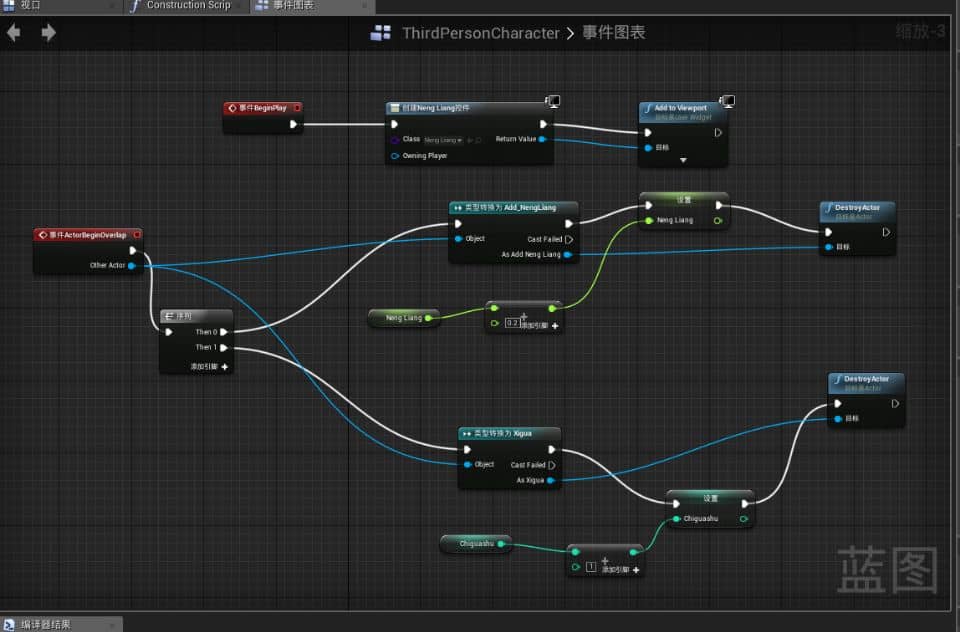 视口
Construction Scrip
事件图表
ThirdPersonCharacter > 事件图表
缩放-3
事件BeginPlay
创建Neng Liang控件
Class
Neng Liang
Return Value
Owning Player
Add to Viewport
目标是User Widget
目标
事件ActorBeginOverlap
Other Actor
类型转换为 Add_NengLiang
Object
Cast Failed
As Add Neng Liang
设置
Neng Liang
DestroyActor
目标是Actor
目标
序列
Then 0
Then 1
添加引脚 +
Neng Liang
+
0.2
添加引脚 +
DestroyActor
目标是Actor
目标
类型转换为 Xigua
Object
Cast Failed
As Xigua
设置
Chiguashu
Chiguashu
+
1
添加引脚 +
蓝图
编译器结果